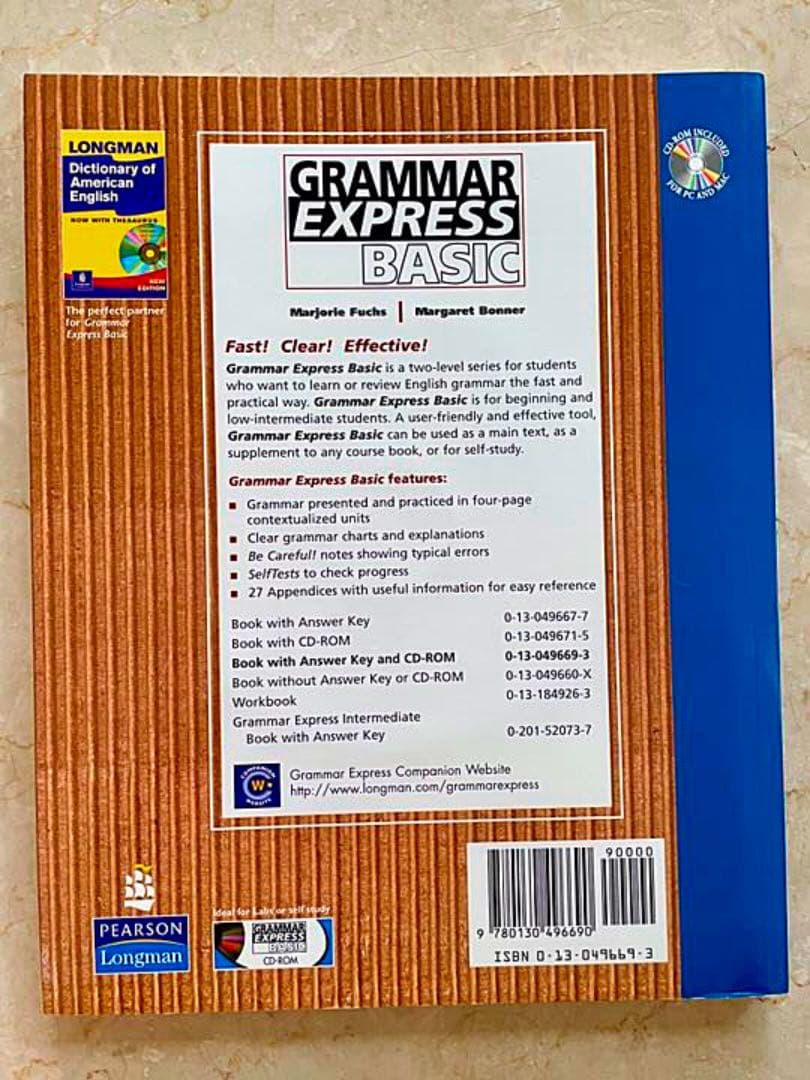 LONGMAN
Dictionary of
American
English
NOW WITH THESAURUS
NEW
EDITION
The perfect partner
for Grammar
Express Basic
CD-ROM INCLUDED
FOR PC AND MAC
GRAMMAR
EXPRESS
BASIC
Marjorie Fuchs | Margaret Bonner
Fast! Clear! Effective!
Grammar Express Basic is a two-level series for students
who want to learn or review English grammar the fast and
practical way. Grammar Express Basic is for beginning and
low-intermediate students. A user-friendly and effective tool,
Grammar Express Basic can be used as a main text, as a
supplement to any course book, or for self-study.
Grammar Express Basic features:
■ Grammar presented and practiced in four-page
contextualized units
■ Clear grammar charts and explanations
■ Be Careful! notes showing typical errors
■ SelfTests to check progress
■ 27 Appendices with useful information for easy reference
Book with Answer Key 0-13-049667-7
Book with CD-ROM 0-13-049671-5
Book with Answer Key and CD-ROM 0-13-049669-3
Book without Answer Key or CD-ROM 0-13-049660-X
Workbook 0-13-184926-3
Grammar Express Intermediate
Book with Answer Key 0-201-52073-7
COMPANION
W
WEBSITE
Grammar Express Companion Website
http://www.longman.com/grammarexpress
PEARSON
Longman
Ideal for Labs or self study
GRAMMAR
EXPRESS
BASIC
CD-ROM
90000
9 780130 496690
ISBN 0-13-049669-3